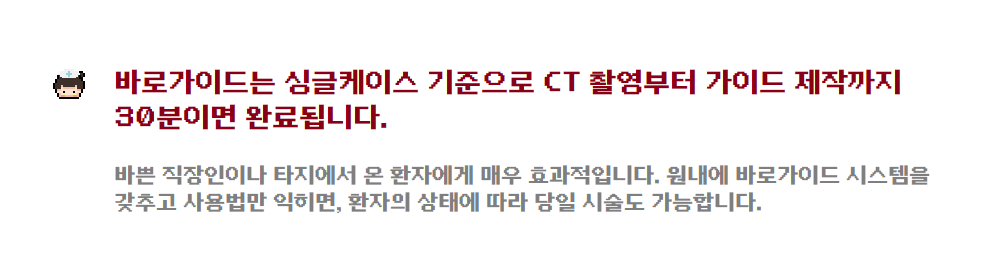 바로가이드는 싱글케이스 기준으로 CT 촬영부터 가이드 제작까지
30분이면 완료됩니다.
바쁜 직장인이나 타지에서 온 환자에게 매우 효과적입니다. 원내에 바로가이드 시스템을
갖추고 사용법만 익히면, 환자의 상태에 따라 당일 시술도 가능합니다.